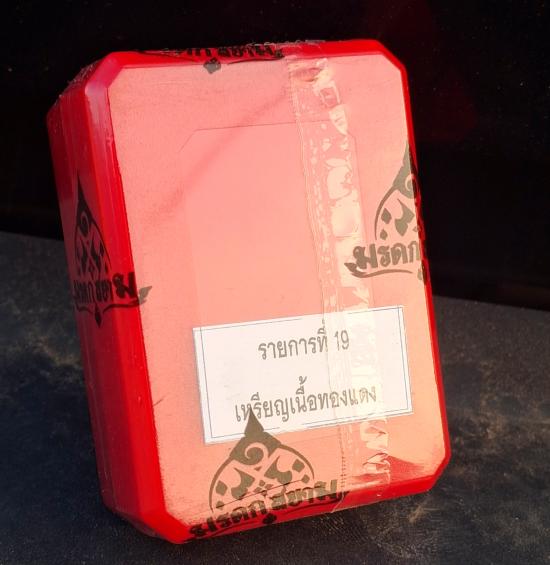 มรดกสยาม
มรดกสยาม
มรดกสยาม
รายการที่ 19
เหรียญเนื้อทองแดง
มรดกสยาม